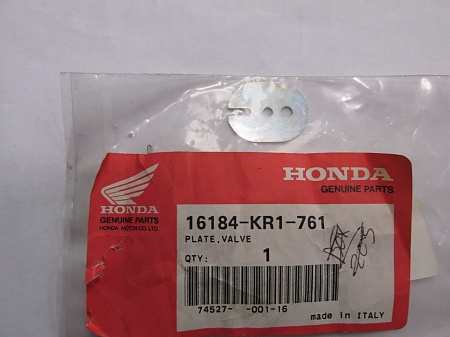 HONDA
GENUINE PARTS
HONDA
GENUINE PARTS
HONDA MOTOR CO. LTD.
16184-KR1-761
PLATE,VALVE
QTY: 1
74527- -001-16
made in ITALY